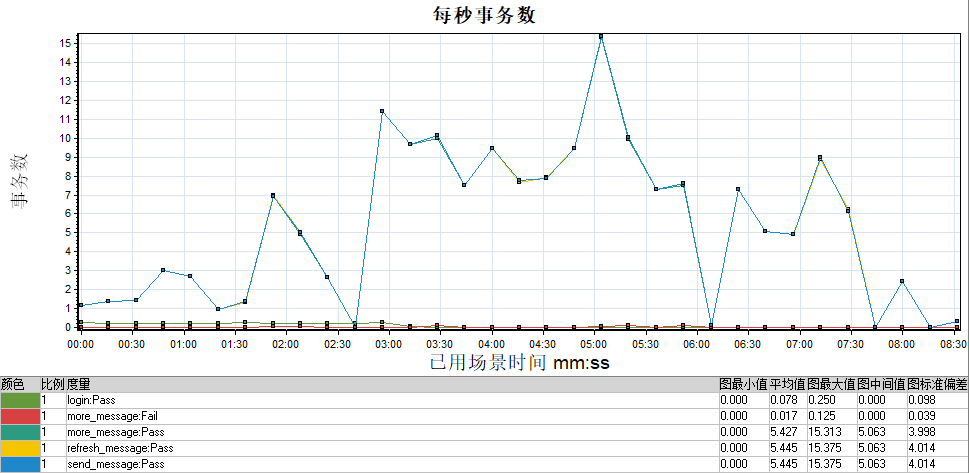 每秒事务数
15
14
13
12
11
10
9
8
7
6
5
4
3
2
1
0
事务数
00:00 00:30 01:00 01:30 02:00 02:30 03:00 03:30 04:00 04:30 05:00 05:30 06:00 06:30 07:00 07:30 08:00 08:30
已用场景时间 mm:ss
颜色 比例 度量 图最小值 平均值 图最大值 图中间值 图标准偏差
1 login:Pass 0.000 0.078 0.250 0.000 0.098
1 more_message:Fail 0.000 0.017 0.125 0.000 0.039
1 more_message:Pass 0.000 5.427 15.313 5.063 3.998
1 refresh_message:Pass 0.000 5.445 15.375 5.063 4.014
1 send_message:Pass 0.000 5.445 15.375 5.063 4.014